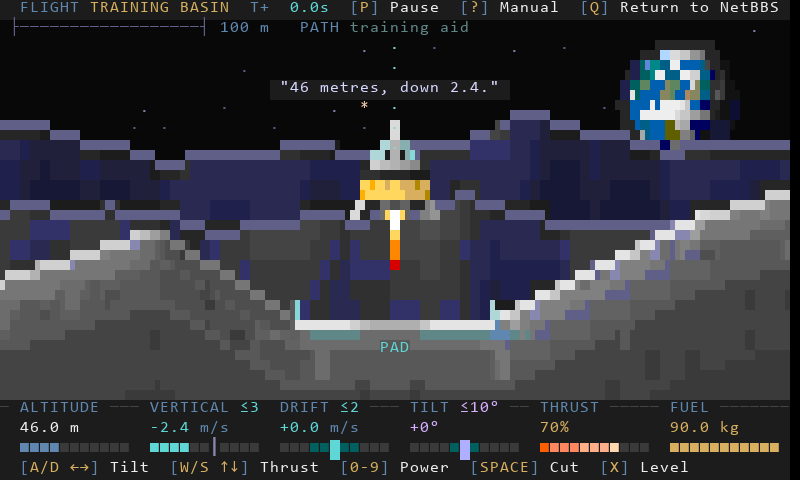 FLIGHT TRAINING BASIN T+ 0.0s [P] Pause [?] Manual [Q] Return to NetBBS
100 m PATH training aid
"46 metres, down 2.4."
*
PAD
ALTITUDE VERTICAL ≤3 DRIFT ≤2 TILT ≤10° THRUST FUEL
46.0 m -2.4 m/s +0.0 m/s +0° 70% 90.0 kg
[A/D ↔] Tilt [W/S ↑↓] Thrust [0-9] Power [SPACE] Cut [X] Level